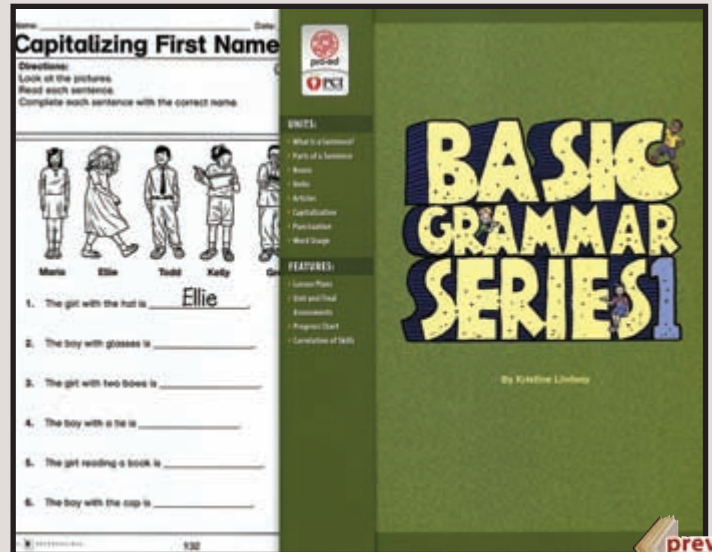 Name: Date:
Capitalizing First Name
Directions:
Look at the pictures.
Read each sentence.
Complete each sentence with the correct name.
Maria Ellie Todd Kelly Gr
1. The girl with the hat is Ellie
2. The boy with glasses is
3. The girl with two bows is
4. The boy with a tie is
5. The girl reading a book is
6. The boy with the cap is
132
pro·ed
PCI
UNITS:
What Is a Sentence?
Parts of a Sentence
Nouns
Verbs
Articles
Capitalization
Punctuation
Word Usage
FEATURES:
Lesson Plans
Unit and Final
Assessments
Progress Chart
Correlation of Skills
BASIC
GRAMMAR
SERIES 1
By Kristine Lindsay
prev